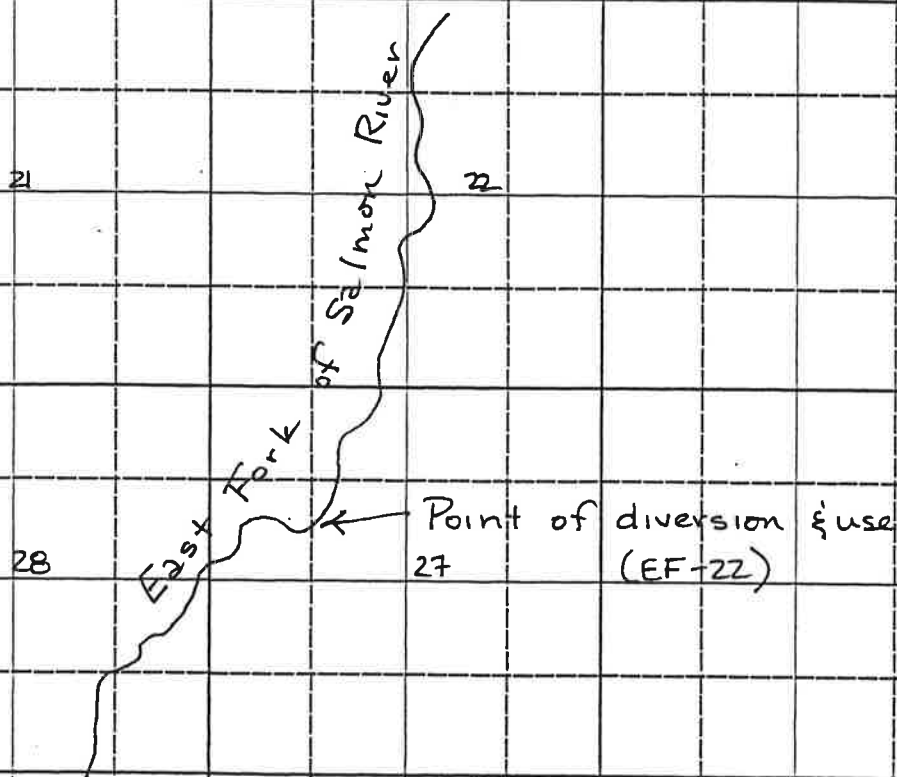 East Fork of Salmon River
21
22
Point of diversion & use
28
27
(EF-22)